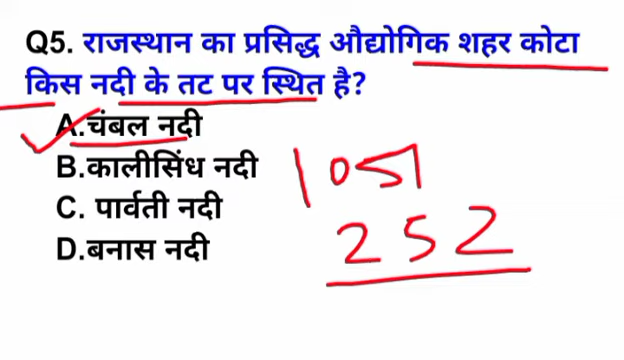 Q5. राजस्थान का प्रसिद्ध औद्योगिक शहर कोटा
किस नदी के तट पर स्थित है?
A.चंबल नदी
B.कालीसिंध नदी
C. पार्वती नदी
D.बनास नदी
1051
252